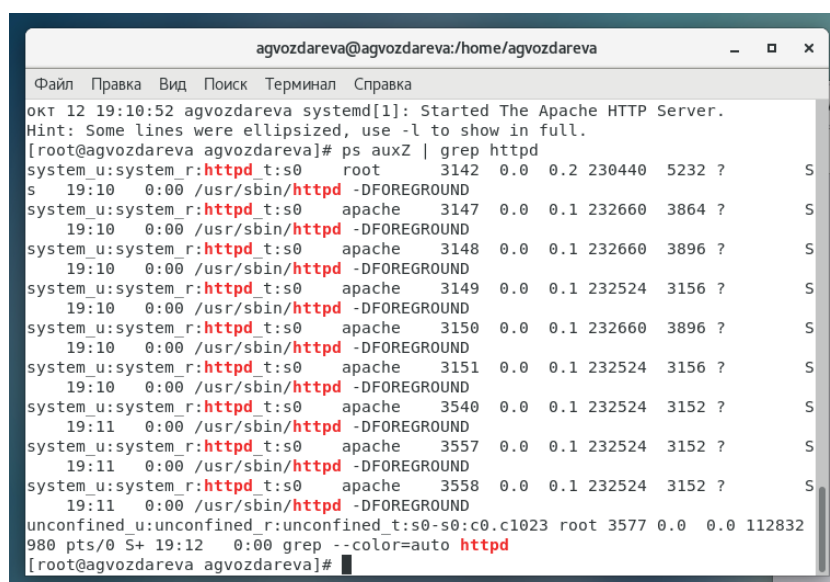 agvozdareva@agvozdareva:/home/agvozdareva
Файл Правка Вид Поиск Терминал Справка
окт 12 19:10:52 agvozdareva systemd[1]: Started The Apache HTTP Server.
Hint: Some lines were ellipsized, use -l to show in full.
[root@agvozdareva agvozdareva]# ps auxZ | grep httpd
system_u:system_r:httpd_t:s0    root      3142  0.0  0.2 230440  5232 ?        S
s   19:10   0:00 /usr/sbin/httpd -DFOREGROUND
system_u:system_r:httpd_t:s0    apache    3147  0.0  0.1 232660  3864 ?        S
    19:10   0:00 /usr/sbin/httpd -DFOREGROUND
system_u:system_r:httpd_t:s0    apache    3148  0.0  0.1 232660  3896 ?        S
    19:10   0:00 /usr/sbin/httpd -DFOREGROUND
system_u:system_r:httpd_t:s0    apache    3149  0.0  0.1 232524  3156 ?        S
    19:10   0:00 /usr/sbin/httpd -DFOREGROUND
system_u:system_r:httpd_t:s0    apache    3150  0.0  0.1 232660  3896 ?        S
    19:10   0:00 /usr/sbin/httpd -DFOREGROUND
system_u:system_r:httpd_t:s0    apache    3151  0.0  0.1 232524  3156 ?        S
    19:10   0:00 /usr/sbin/httpd -DFOREGROUND
system_u:system_r:httpd_t:s0    apache    3540  0.0  0.1 232524  3152 ?        S
    19:11   0:00 /usr/sbin/httpd -DFOREGROUND
system_u:system_r:httpd_t:s0    apache    3557  0.0  0.1 232524  3152 ?        S
    19:11   0:00 /usr/sbin/httpd -DFOREGROUND
system_u:system_r:httpd_t:s0    apache    3558  0.0  0.1 232524  3152 ?        S
    19:11   0:00 /usr/sbin/httpd -DFOREGROUND
unconfined_u:unconfined_r:unconfined_t:s0-s0:c0.c1023 root 3577 0.0  0.0 112832
980 pts/0 S+ 19:12   0:00 grep --color=auto httpd
[root@agvozdareva agvozdareva]#